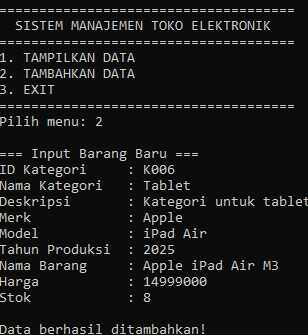 =====================================
SISTEM MANAJEMEN TOKO ELEKTRONIK
=====================================
1. TAMPILKAN DATA
2. TAMBAHKAN DATA
3. EXIT
=====================================
Pilih menu: 2

=== Input Barang Baru ===
ID Kategori     : K006
Nama Kategori   : Tablet
Deskripsi       : Kategori untuk tablet
Merk            : Apple
Model           : iPad Air
Tahun Produksi  : 2025
Nama Barang     : Apple iPad Air M3
Harga           : 14999000
Stok            : 8

Data berhasil ditambahkan!